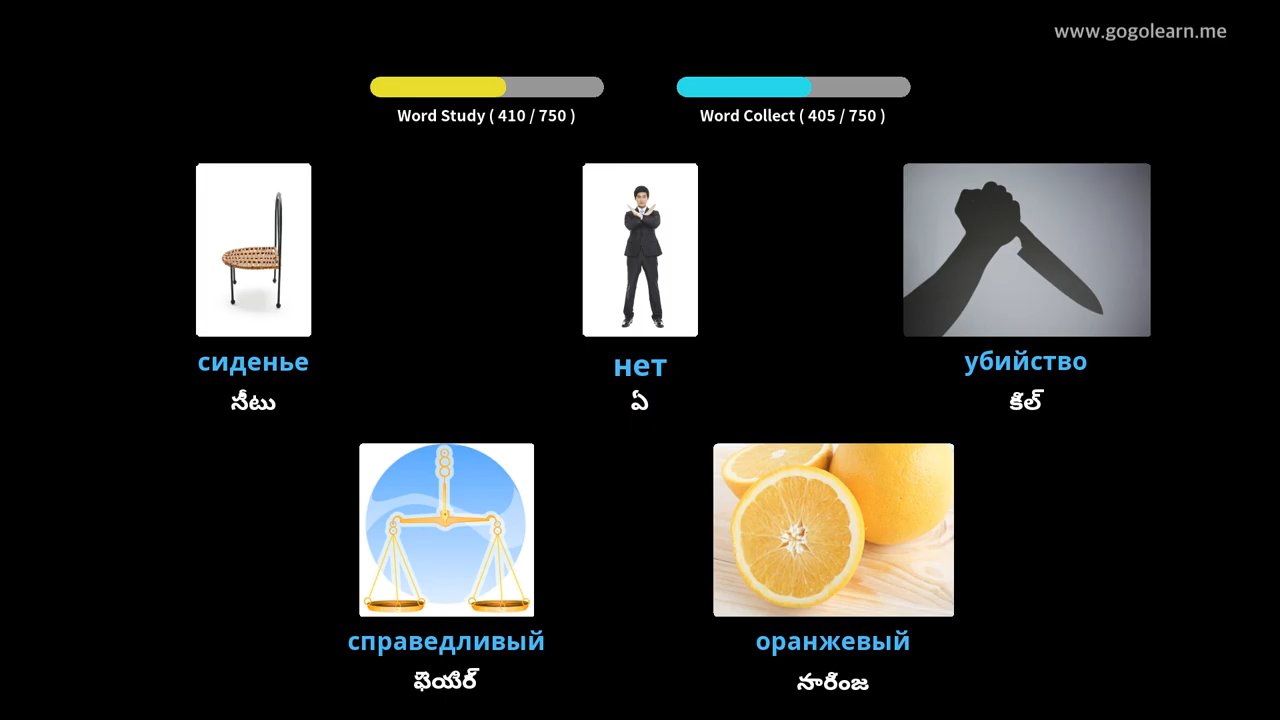 www.gogolearn.me
Word Study ( 410 / 750 )
Word Collect ( 405 / 750 )
сиденье
సీటు
нет
ఏ
убийство
కిల్
справедливый
ఫెయిర్
оранжевый
నారింజ